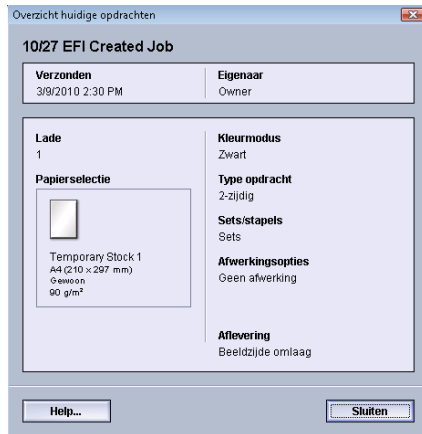 Overzicht huidige opdrachten
10/27 EFI Created Job
Verzonden
3/9/2010 2:30 PM
Eigenaar
Owner
Lade
1
Papierselectie
Temporary Stock 1
A4 (210 × 297 mm)
Gewoon
90 g/m²
Kleurmodus
Zwart
Type opdracht
2-zijdig
Sets/stapels
Sets
Afwerkingsopties
Geen afwerking
Aflevering
Beeldzijde omlaag
Help...
Sluiten